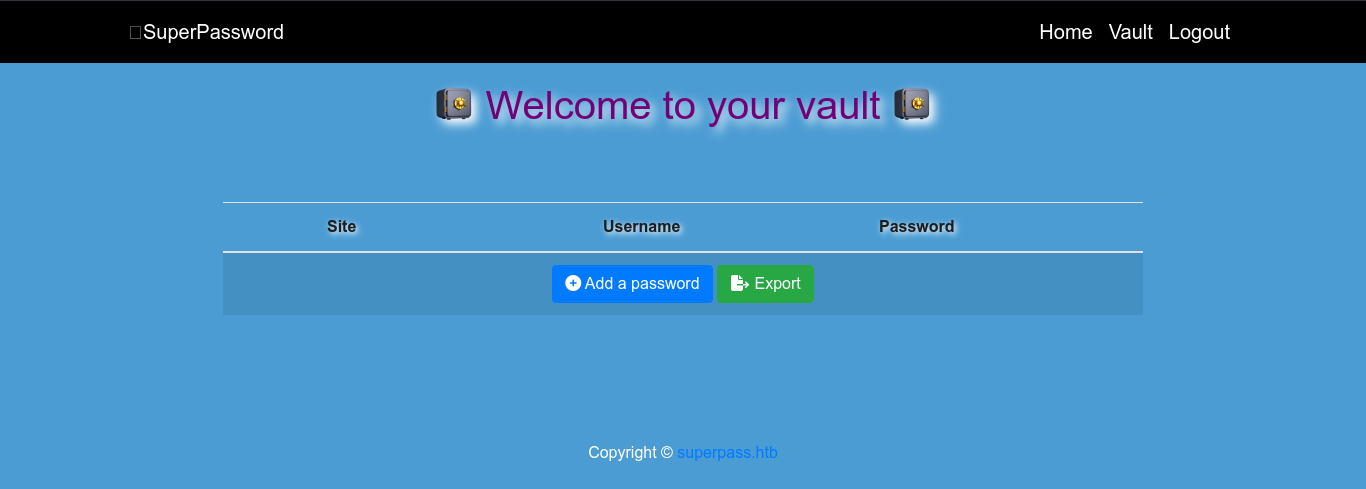 SuperPassword Home Vault Logout
Welcome to your vault
Site Username Password
Add a password Export
Copyright © superpass.htb